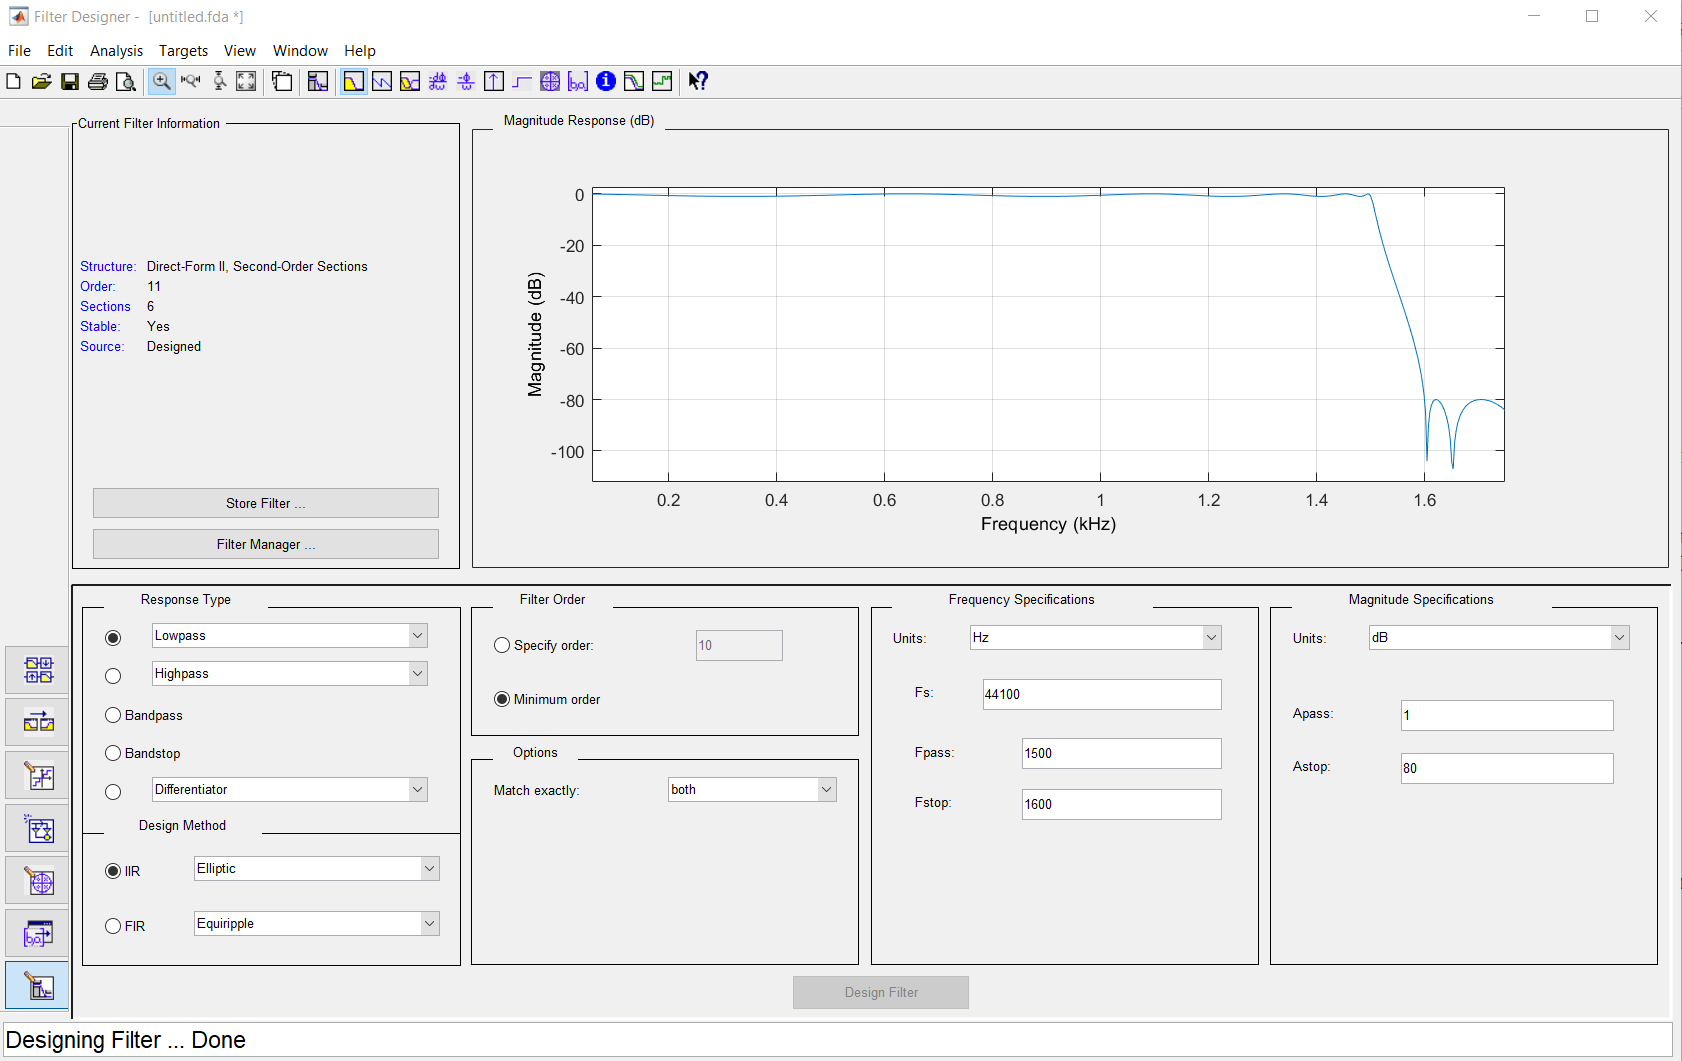 Filter Designer -  [untitled.fda *]
File Edit Analysis Targets View Window Help
Current Filter Information
Structure: Direct-Form II, Second-Order Sections
Order: 11
Sections 6
Stable: Yes
Source: Designed
Store Filter ...
Filter Manager ...
Magnitude Response (dB)
Magnitude (dB)
0
-20
-40
-60
-80
-100
0.2 0.4 0.6 0.8 1 1.2 1.4 1.6
Frequency (kHz)
Response Type
Lowpass
Highpass
Bandpass
Bandstop
Differentiator
Design Method
IIR Elliptic
FIR Equiripple
Filter Order
Specify order: 10
Minimum order
Options
Match exactly: both
Frequency Specifications
Units: Hz
Fs: 44100
Fpass: 1500
Fstop: 1600
Magnitude Specifications
Units: dB
Apass: 1
Astop: 80
Design Filter
Designing Filter ... Done